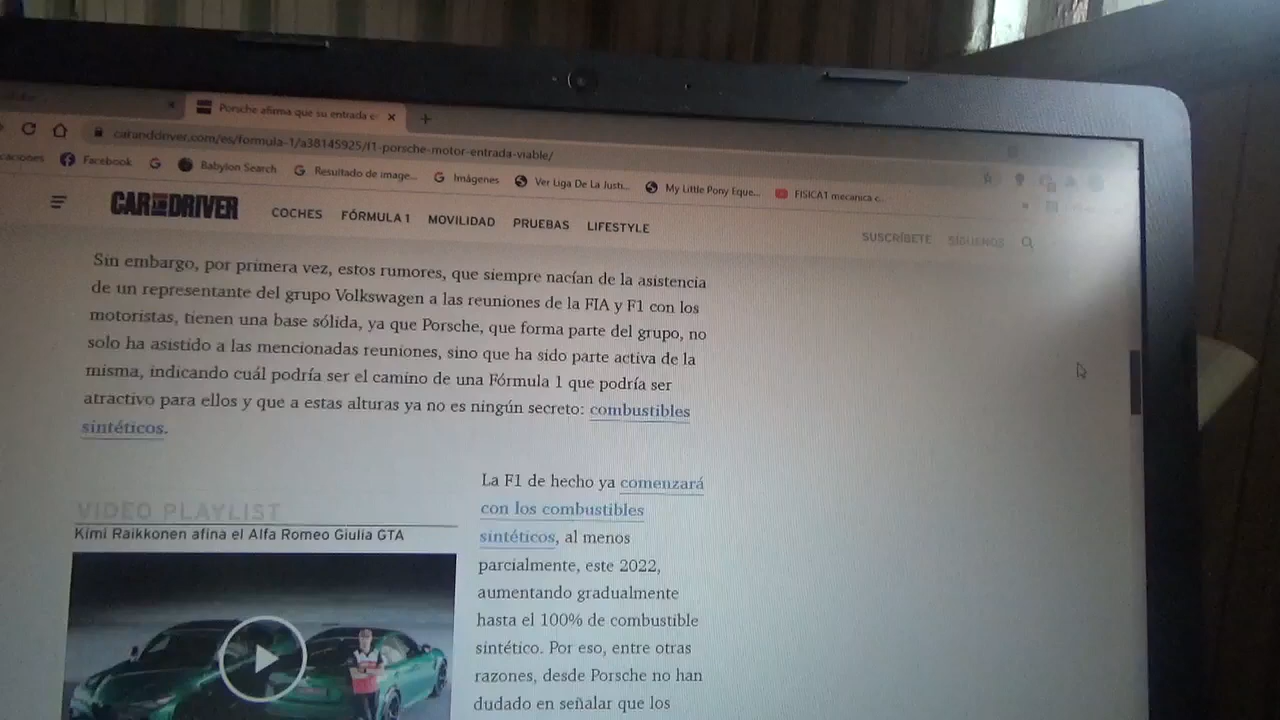 Porsche afirma que su entrada e
caranddriver.com/es/formula-1/a38145925/f1-porsche-motor-entrada-viable/
caciones Facebook Babylon Search Resultado de image... Imágenes Ver Liga De La Justi... My Little Pony Eque... FISICA1 mecanica c...
CAR AND DRIVER COCHES FÓRMULA 1 MOVILIDAD PRUEBAS LIFESTYLE SUSCRÍBETE SÍGUENOS
Sin embargo, por primera vez, estos rumores, que siempre nacían de la asistencia
de un representante del grupo Volkswagen a las reuniones de la FIA y F1 con los
motoristas, tienen una base sólida, ya que Porsche, que forma parte del grupo, no
solo ha asistido a las mencionadas reuniones, sino que ha sido parte activa de la
misma, indicando cuál podría ser el camino de una Fórmula 1 que podría ser
atractivo para ellos y que a estas alturas ya no es ningún secreto: combustibles
sintéticos.
VIDEO PLAYLIST
Kimi Raikkonen afina el Alfa Romeo Giulia GTA
La F1 de hecho ya comenzará
con los combustibles
sintéticos, al menos
parcialmente, este 2022,
aumentando gradualmente
hasta el 100% de combustible
sintético. Por eso, entre otras
razones, desde Porsche no han
dudado en señalar que los